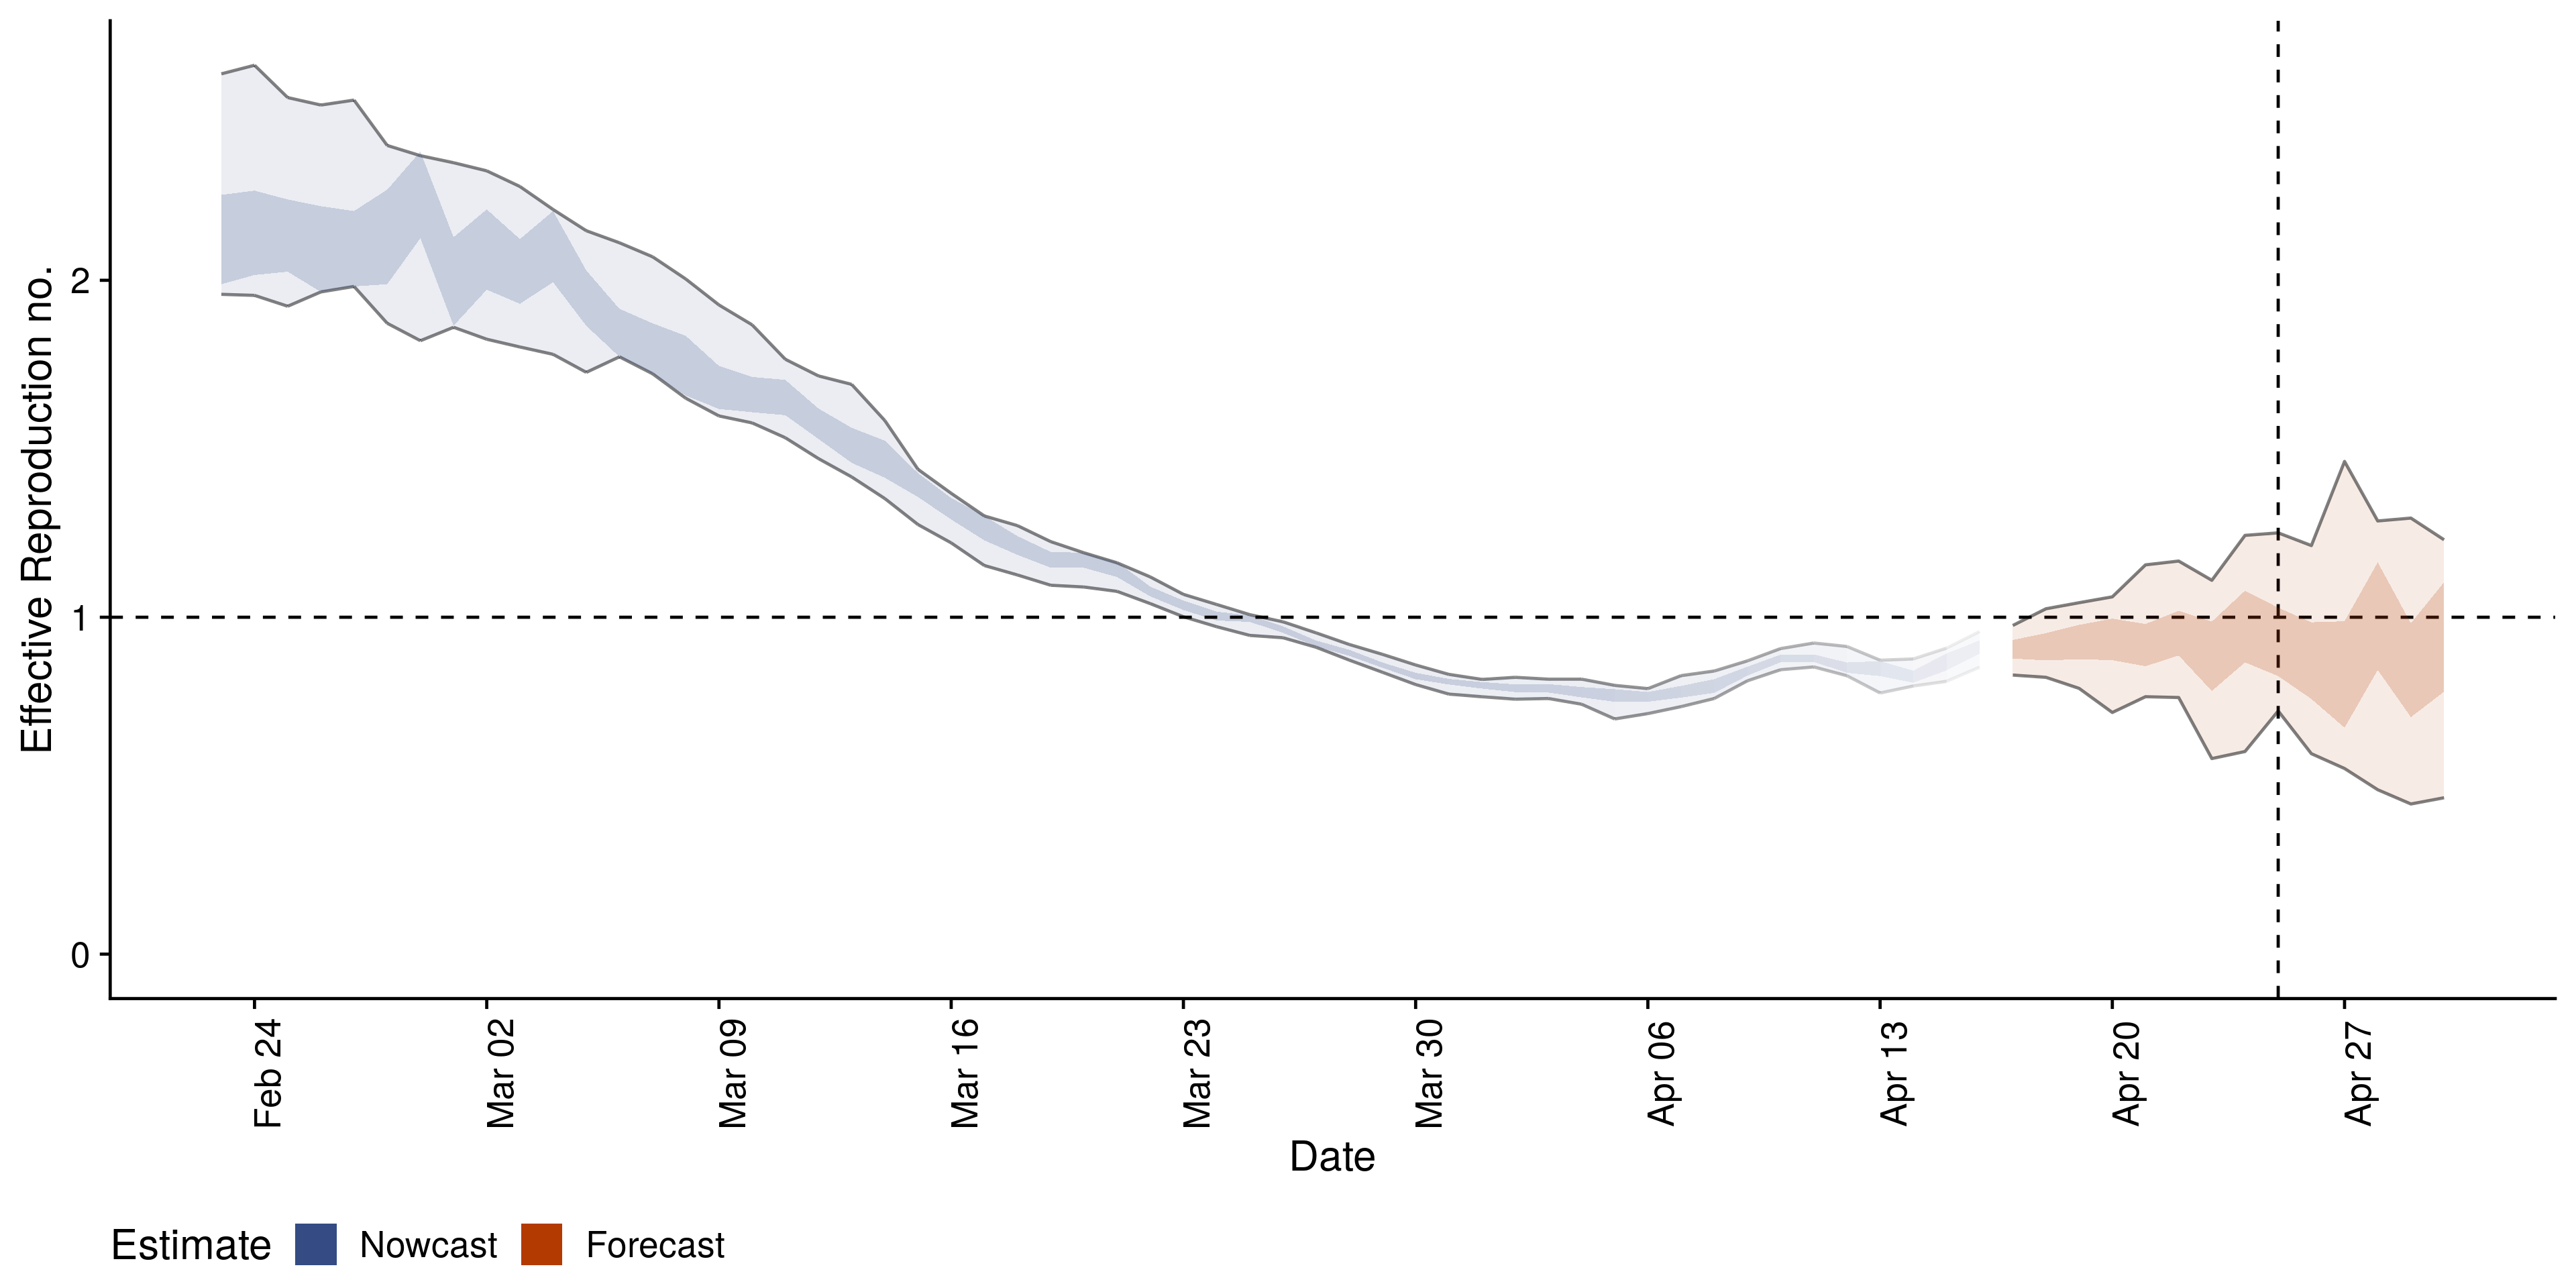 Effective Reproduction no.
2
1
0
Feb 24
Mar 02
Mar 09
Mar 16
Mar 23
Mar 30
Apr 06
Apr 13
Apr 20
Apr 27
Date
Estimate Nowcast Forecast